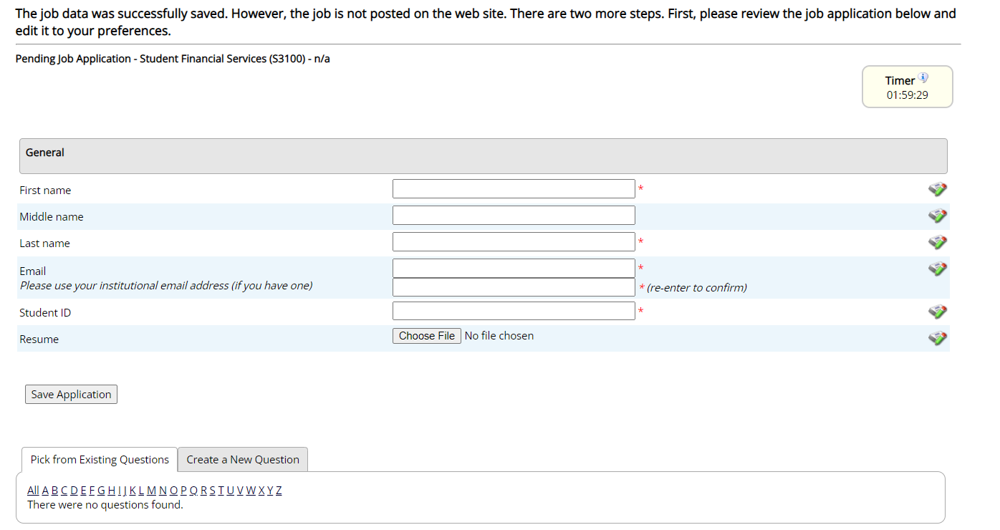 The job data was successfully saved. However, the job is not posted on the web site. There are two more steps. First, please review the job application below and
edit it to your preferences.
Pending Job Application - Student Financial Services (S3100) - n/a
Timer
01:59:29
General
First name *
Middle name
Last name *
Email *
Please use your institutional email address (if you have one) * (re-enter to confirm)
Student ID *
Resume Choose File No file chosen
Save Application
Pick from Existing Questions Create a New Question
All A B C D E F G H I J K L M N O P Q R S T U V W X Y Z
There were no questions found.